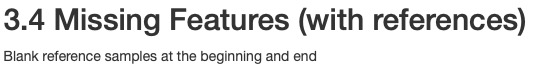 3.4 Missing Features (with references)
Blank reference samples at the beginning and end